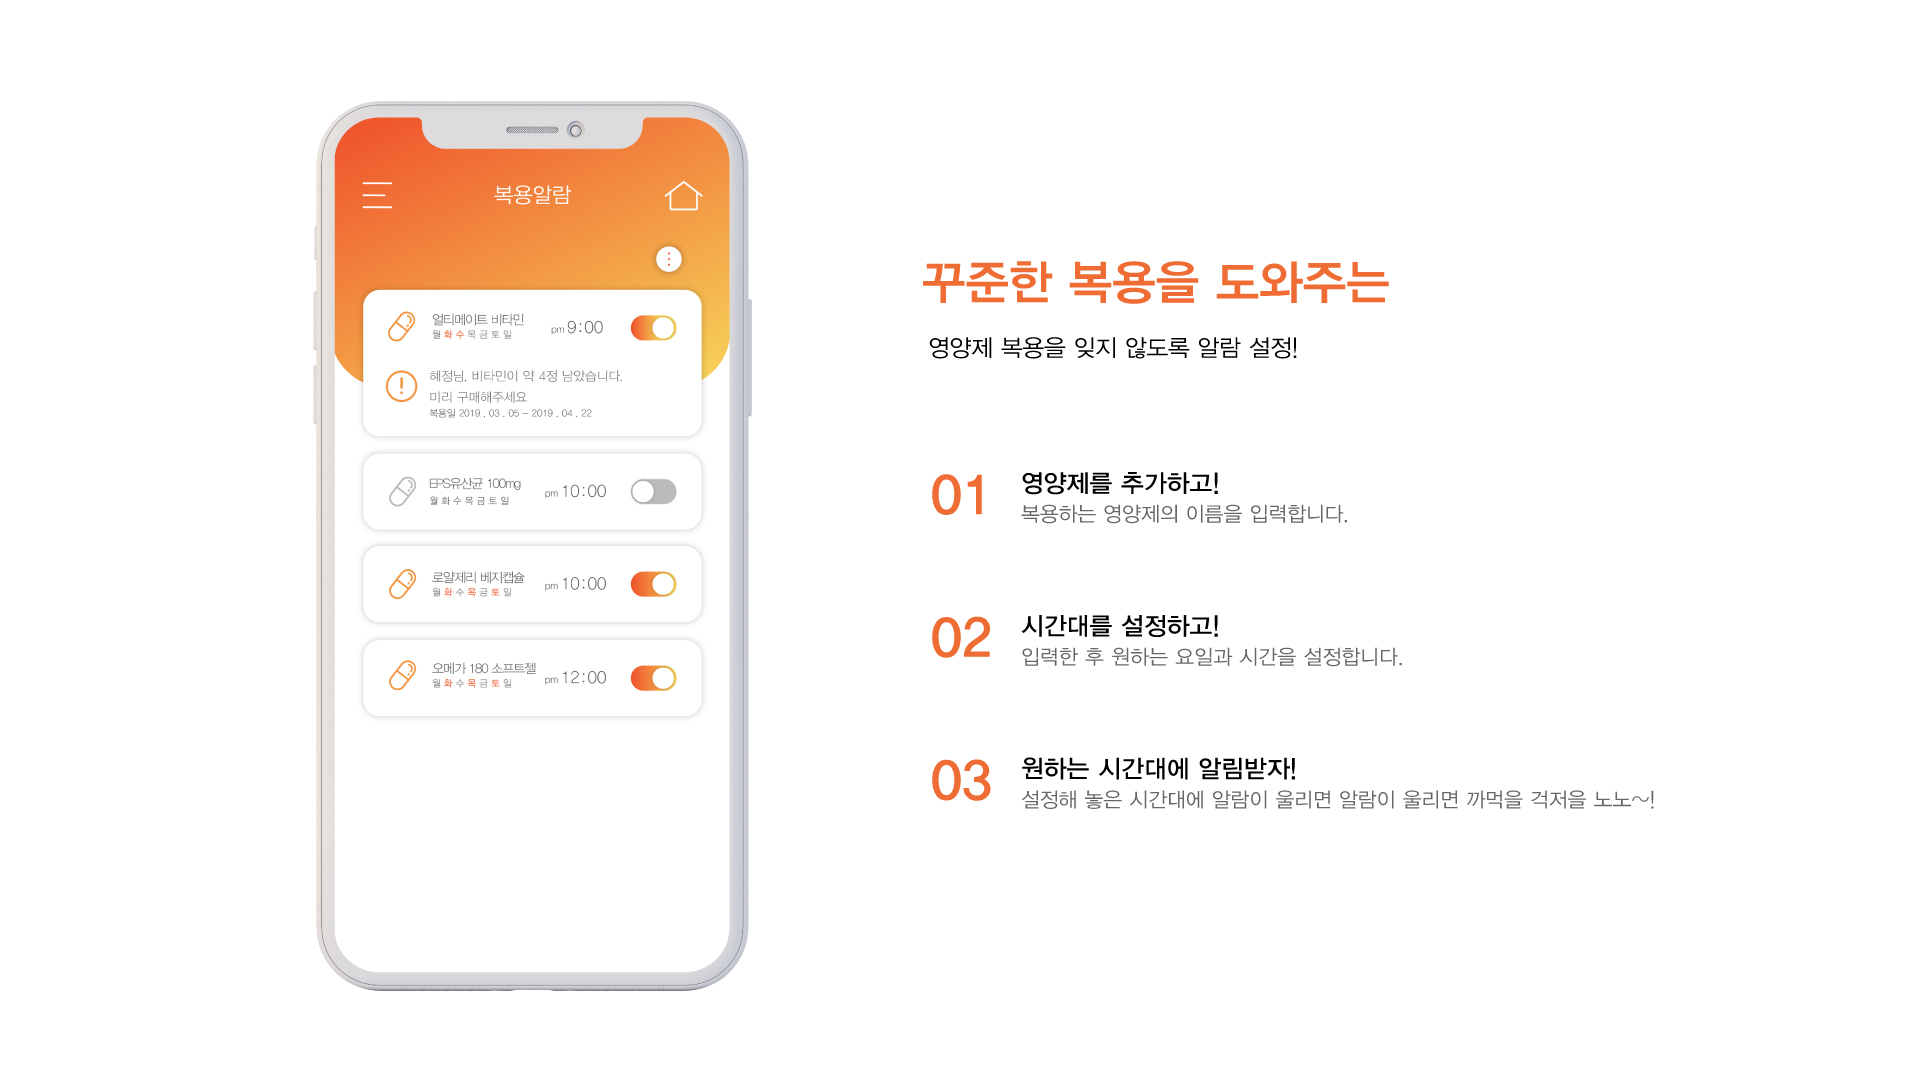 복용알람
얼티메이트 비타민
pm 9:00
월 화 수 목 금 토 일
혜정님, 비타민이 약 4정 남았습니다.
미리 구매해주세요
복용일 2019 . 03 . 05 - 2019 . 04 . 22
EPS유산균 100mg
pm 10:00
월 화 수 목 금 토 일
로얄제리 베지캡슐
pm 10:00
월 화 수 목 금 토 일
오메가 180 소프트젤
pm 12:00
월 화 수 목 금 토 일
꾸준한 복용을 도와주는
영양제 복용을 잊지 않도록 알람 설정!
01
영양제를 추가하고!
복용하는 영양제의 이름을 입력합니다.
02
시간대를 설정하고!
입력한 후 원하는 요일과 시간을 설정합니다.
03
원하는 시간대에 알림받자!
설정해 놓은 시간대에 알람이 울리면 알람이 울리면 까먹을 걱저을 노노~!